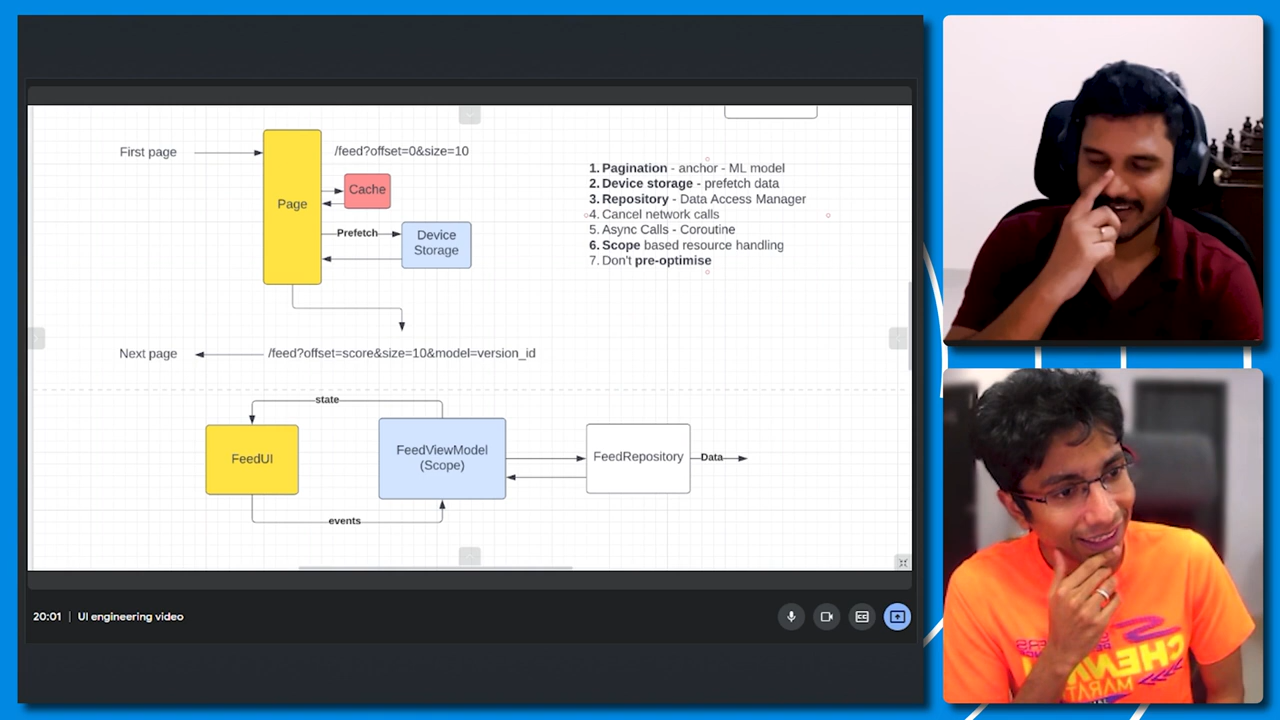 First page
/feed?offset=0&size=10
Page
Cache
Prefetch
Device
Storage
1. Pagination - anchor - ML model
2. Device storage - prefetch data
3. Repository - Data Access Manager
4. Cancel network calls
5. Async Calls - Coroutine
6. Scope based resource handling
7. Don't pre-optimise
Next page
/feed?offset=score&size=10&model=version_id
state
FeedUI
FeedViewModel
(Scope)
FeedRepository
Data
events
20:01 | UI engineering video
CHENNAI
MARAT